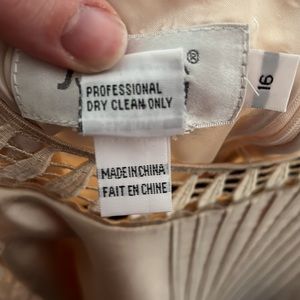 ®
PROFESSIONAL
DRY CLEAN ONLY
16
MADE IN CHINA
FAIT EN CHINE